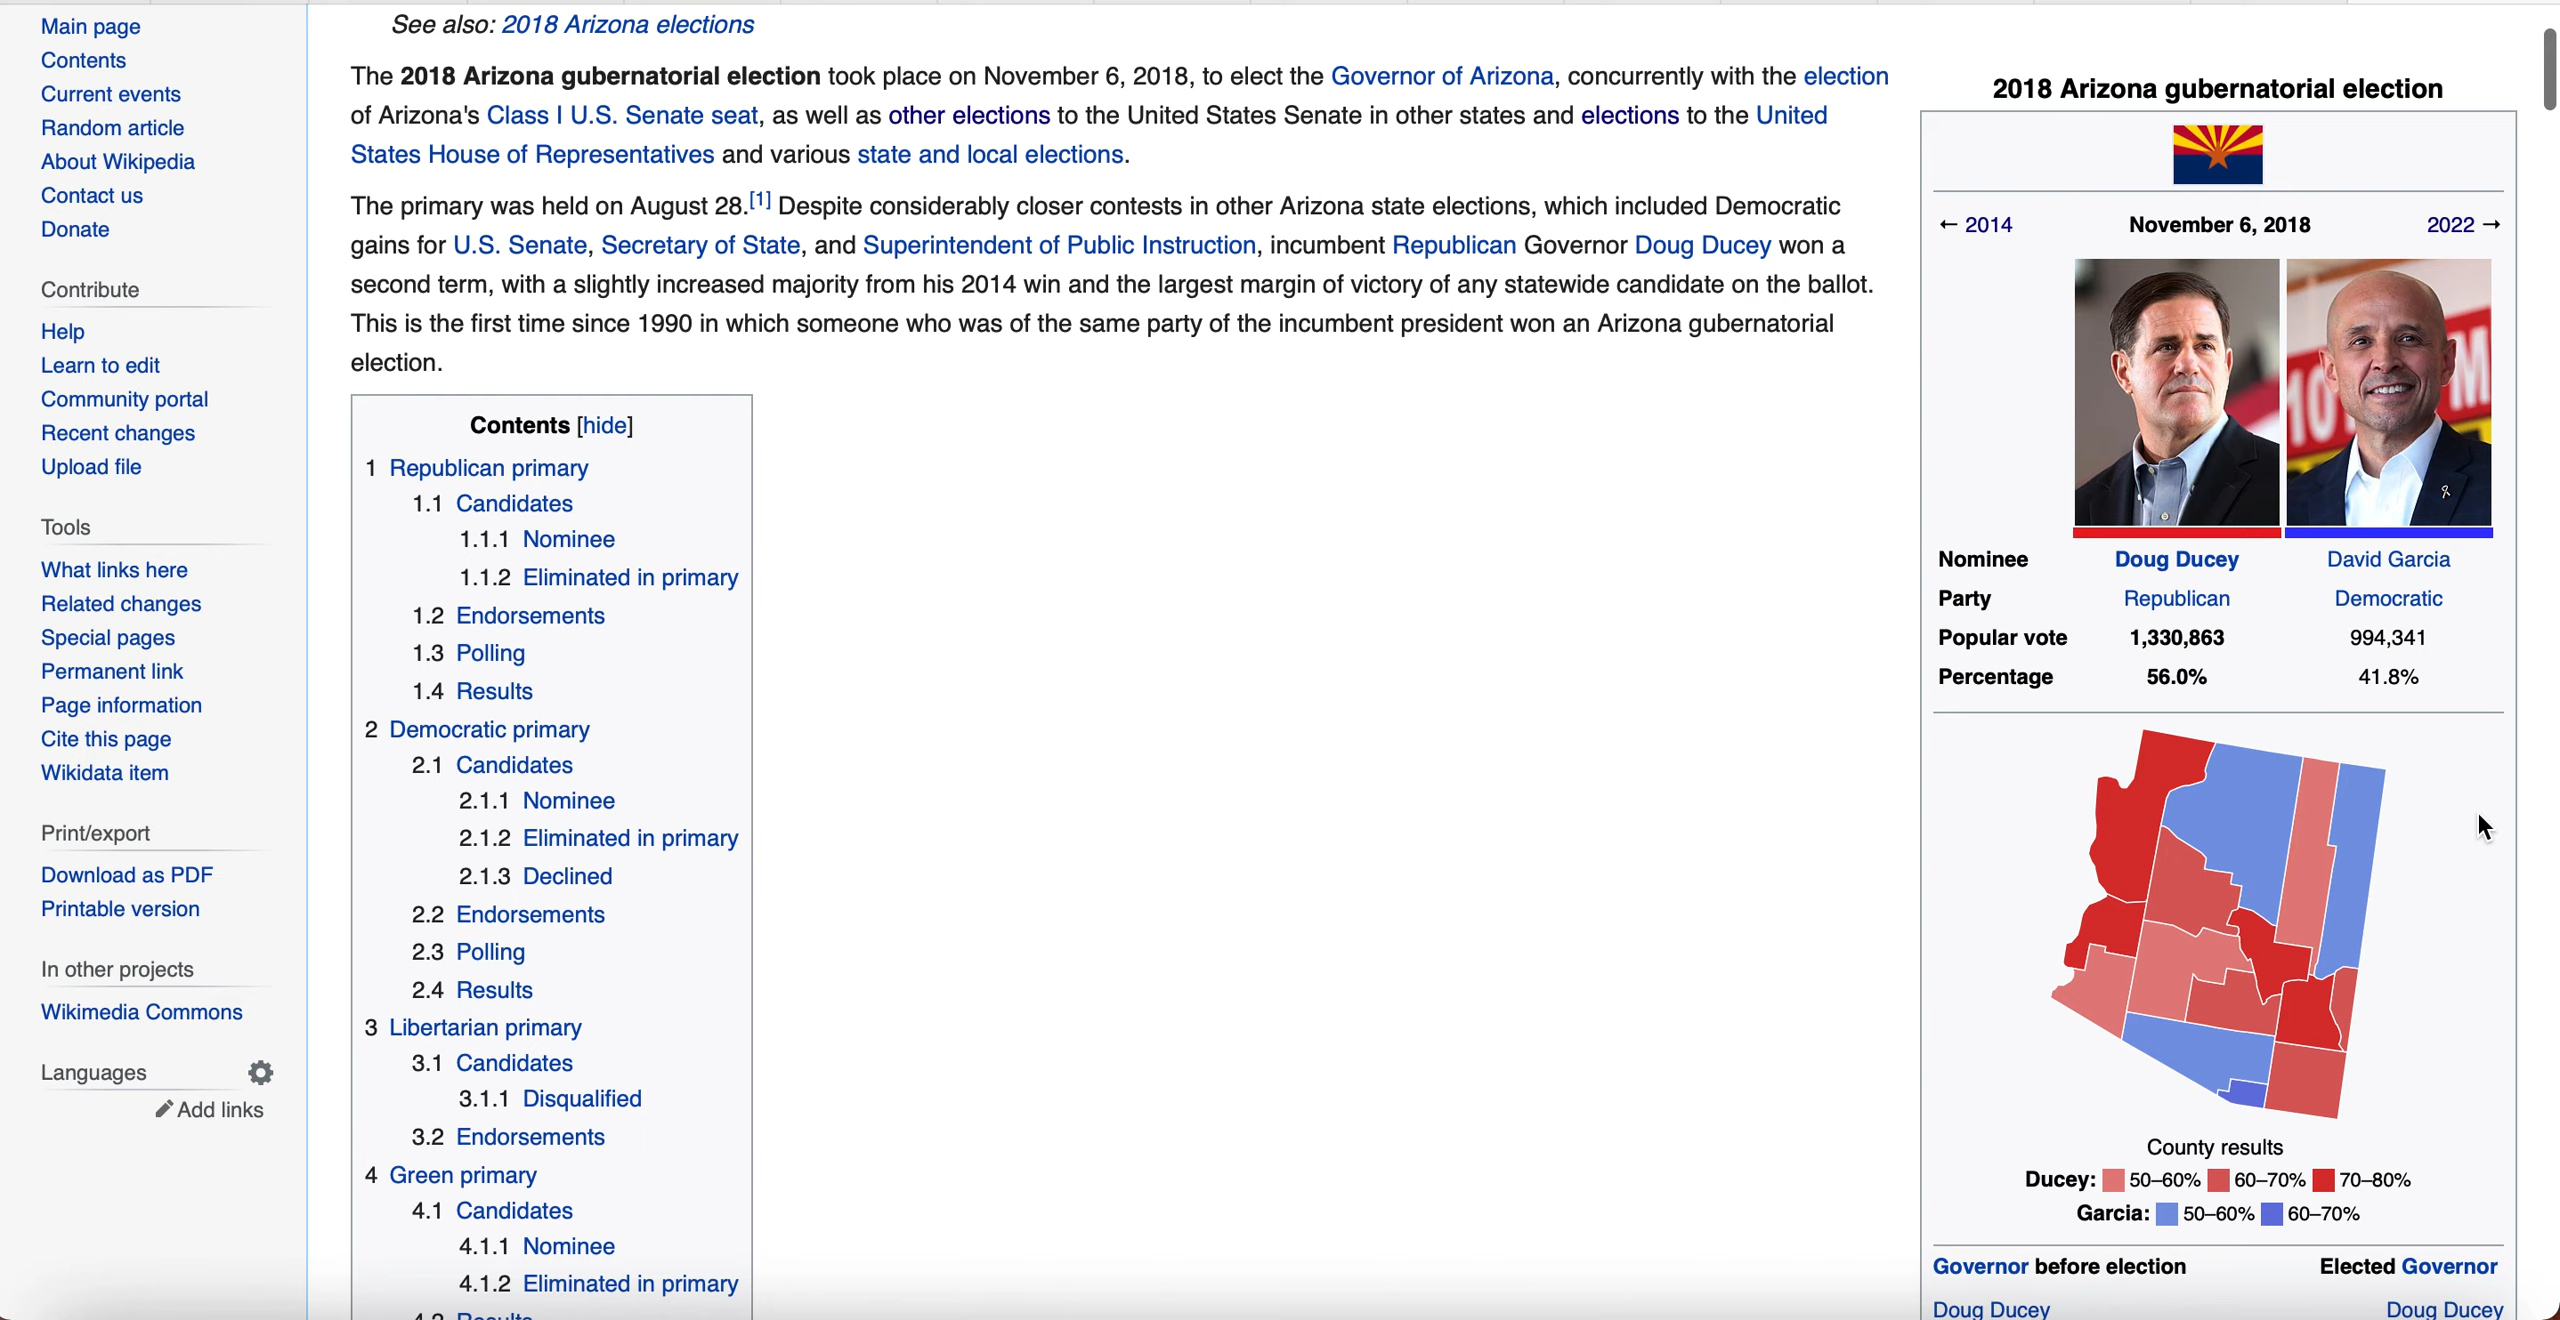 Main page
Contents
Current events
Random article
About Wikipedia
Contact us
Donate
Contribute
Help
Learn to edit
Community portal
Recent changes
Upload file
Tools
What links here
Related changes
Special pages
Permanent link
Page information
Cite this page
Wikidata item
Print/export
Download as PDF
Printable version
In other projects
Wikimedia Commons
Languages
Add links
See also: 2018 Arizona elections
The 2018 Arizona gubernatorial election took place on November 6, 2018, to elect the Governor of Arizona, concurrently with the election
of Arizona's Class I U.S. Senate seat, as well as other elections to the United States Senate in other states and elections to the United
States House of Representatives and various state and local elections.
The primary was held on August 28.[1] Despite considerably closer contests in other Arizona state elections, which included Democratic
gains for U.S. Senate, Secretary of State, and Superintendent of Public Instruction, incumbent Republican Governor Doug Ducey won a
second term, with a slightly increased majority from his 2014 win and the largest margin of victory of any statewide candidate on the ballot.
This is the first time since 1990 in which someone who was of the same party of the incumbent president won an Arizona gubernatorial
election.
Contents [hide]
1 Republican primary
1.1 Candidates
1.1.1 Nominee
1.1.2 Eliminated in primary
1.2 Endorsements
1.3 Polling
1.4 Results
2 Democratic primary
2.1 Candidates
2.1.1 Nominee
2.1.2 Eliminated in primary
2.1.3 Declined
2.2 Endorsements
2.3 Polling
2.4 Results
3 Libertarian primary
3.1 Candidates
3.1.1 Disqualified
3.2 Endorsements
4 Green primary
4.1 Candidates
4.1.1 Nominee
4.1.2 Eliminated in primary
2018 Arizona gubernatorial election
← 2014 November 6, 2018 2022 →
Nominee Doug Ducey David Garcia
Party Republican Democratic
Popular vote 1,330,863 994,341
Percentage 56.0% 41.8%
County results
Ducey: 50–60% 60–70% 70–80%
Garcia: 50–60% 60–70%
Governor before election Elected Governor
Doug Ducey Doug Ducey